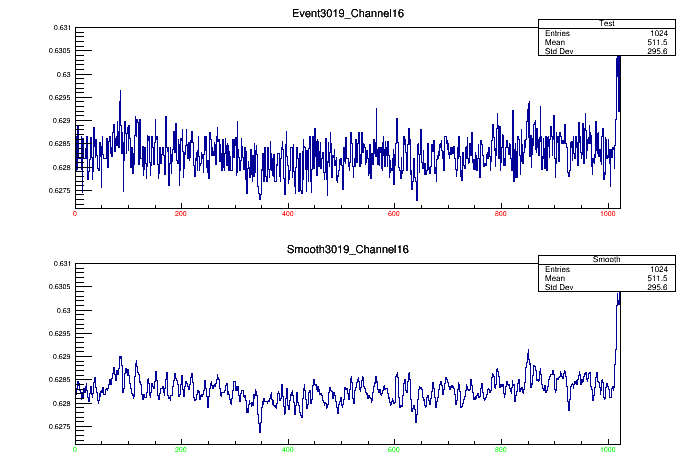 Event3019_Channel16
Test
Entries 1024
Mean 511.5
Std Dev 295.6
0.631
0.6305
0.63
0.6295
0.629
0.6285
0.628
0.6275
0 200 400 600 800 1000
Smooth3019_Channel16
Smooth
Entries 1024
Mean 511.5
Std Dev 295.6
0.631
0.6305
0.63
0.6295
0.629
0.6285
0.628
0.6275
0 200 400 600 800 1000